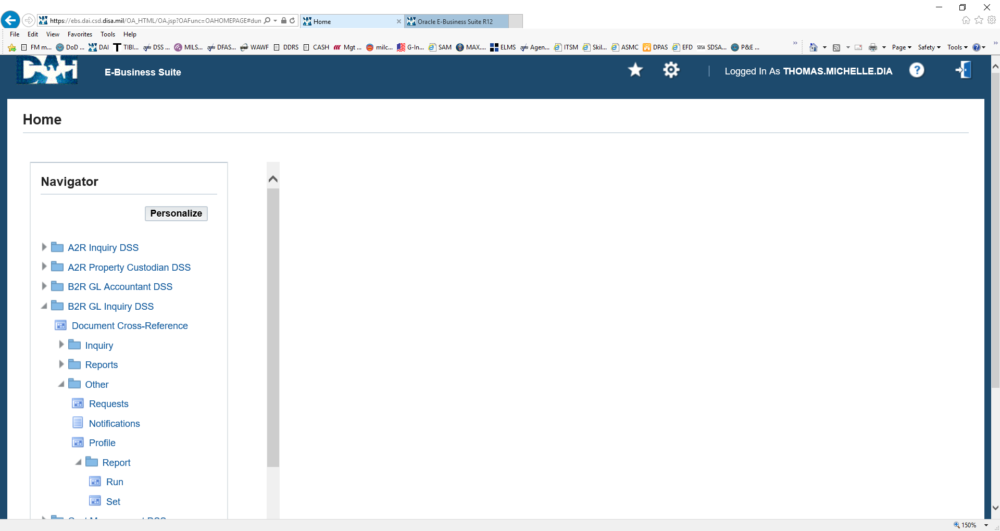 https://ebs.dai.csd.disa.mil/OA_HTML/OA.jsp?OAFunc=OAHOMEPAGE#dun
Home
Oracle E-Business Suite R12
File Edit View Favorites Tools Help
FM m... DoD ... DAI TIBI... DSS ... MILS... DFAS... WAWF DDRS CASH Mgt ... milc... G-In... SAM MAX.... ELMS Agen... ITSM Skil... ASMC DPAS EFD SDSA... P&E ... Page Safety Tools
DAI E-Business Suite Logged In As THOMAS.MICHELLE.DIA
Home
Navigator
Personalize
A2R Inquiry DSS
A2R Property Custodian DSS
B2R GL Accountant DSS
B2R GL Inquiry DSS
Document Cross-Reference
Inquiry
Reports
Other
Requests
Notifications
Profile
Report
Run
Set
150%